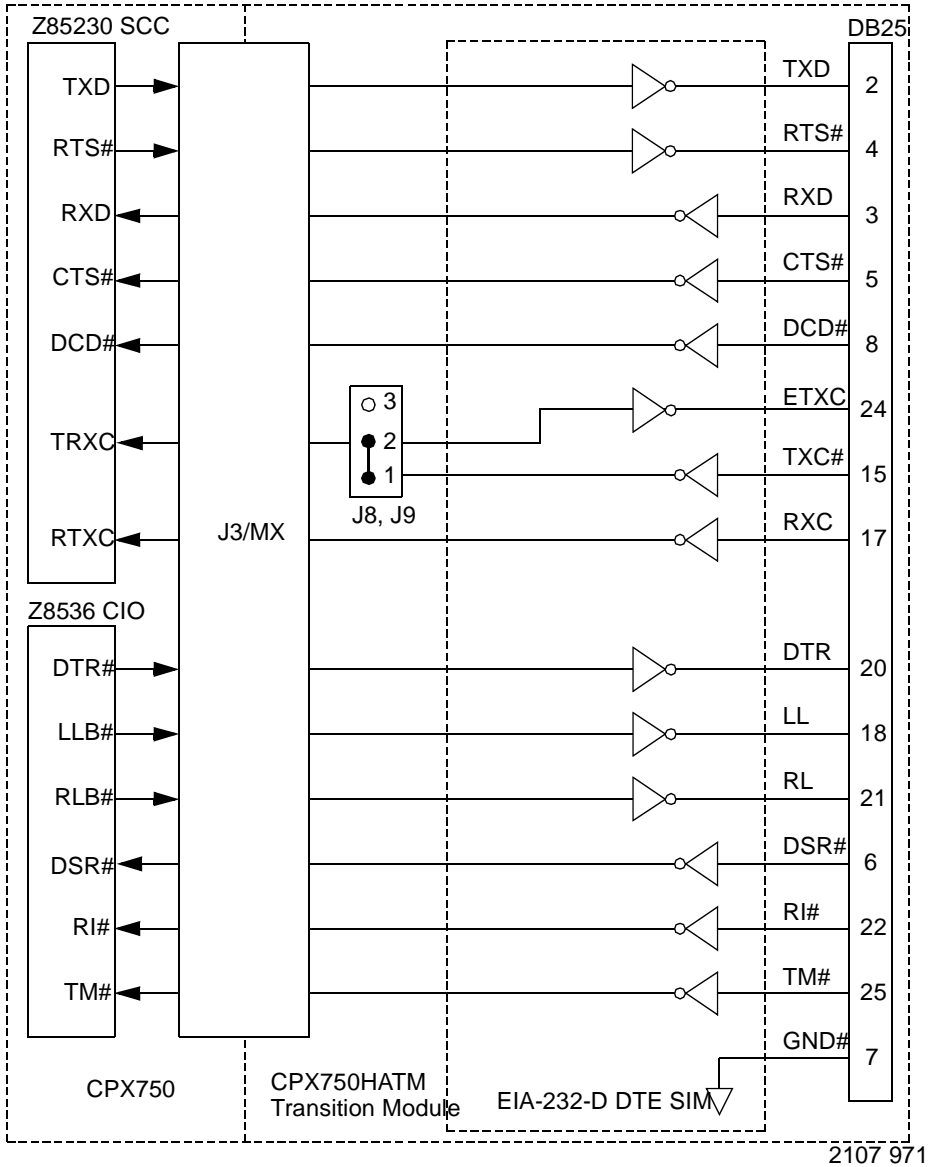 Z85230 SCC
DB25
TXD
TXD
2
RTS#
RTS#
4
RXD
RXD
3
CTS#
CTS#
5
DCD#
DCD#
8
3
ETXC
24
TRXC
2
TXC#
15
1
J8, J9
RTXC
J3/MX
RXC
17
Z8536 CIO
DTR#
DTR
20
LLB#
LL
18
RLB#
RL
21
DSR#
DSR#
6
RI#
RI#
22
TM#
TM#
25
GND#
7
CPX750
CPX750HATM
Transition Module
EIA-232-D DTE SIM
2107 971